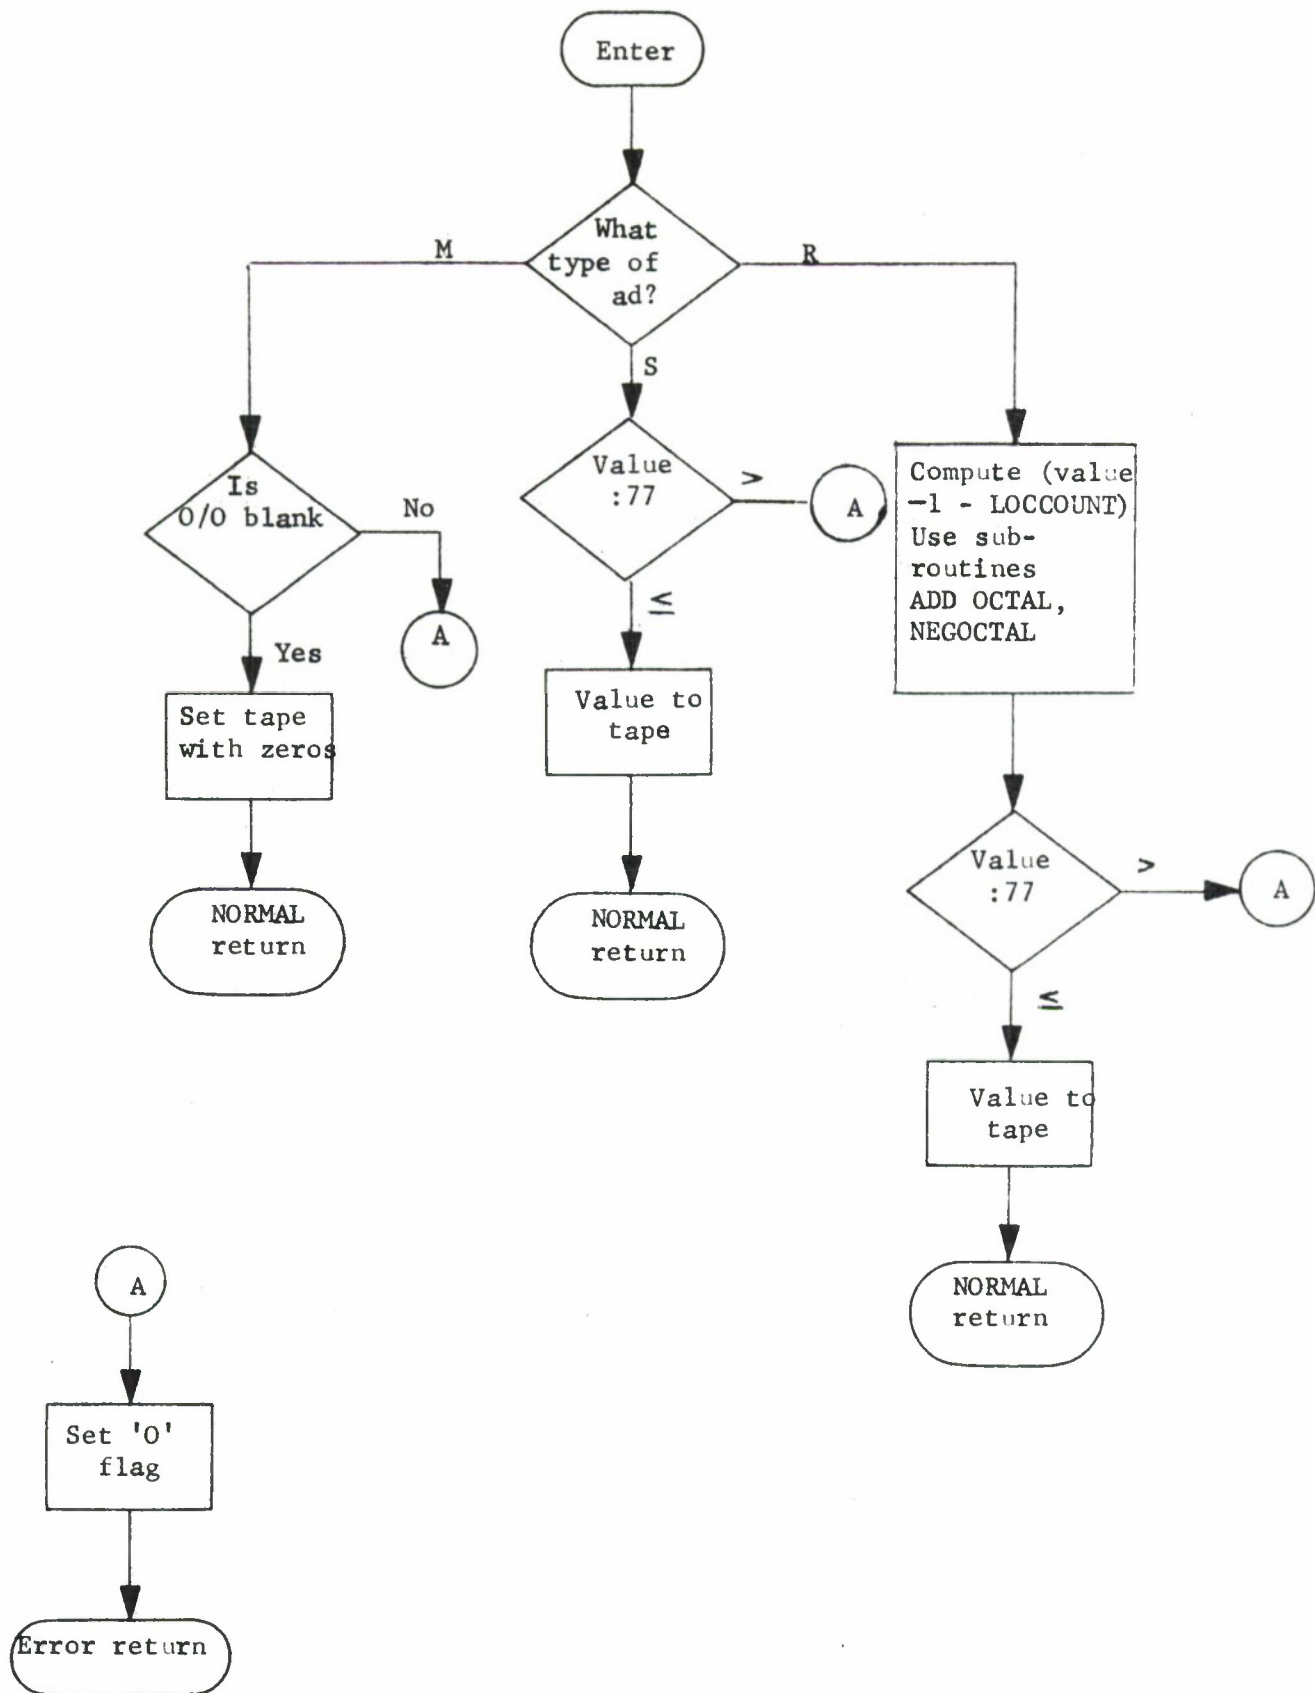 Enter
What
type of
ad?
M
R
S
Is
O/O blank
No
A
Yes
Set tape
with zeros
NORMAL
return
Value
:77
>
A
≤
Value to
tape
NORMAL
return
Compute (value
-1 - LOCCOUNT)
Use sub-
routines
ADD OCTAL,
NEGOCTAL
Value
:77
>
A
≤
Value to
tape
NORMAL
return
A
Set 'O'
flag
Error return